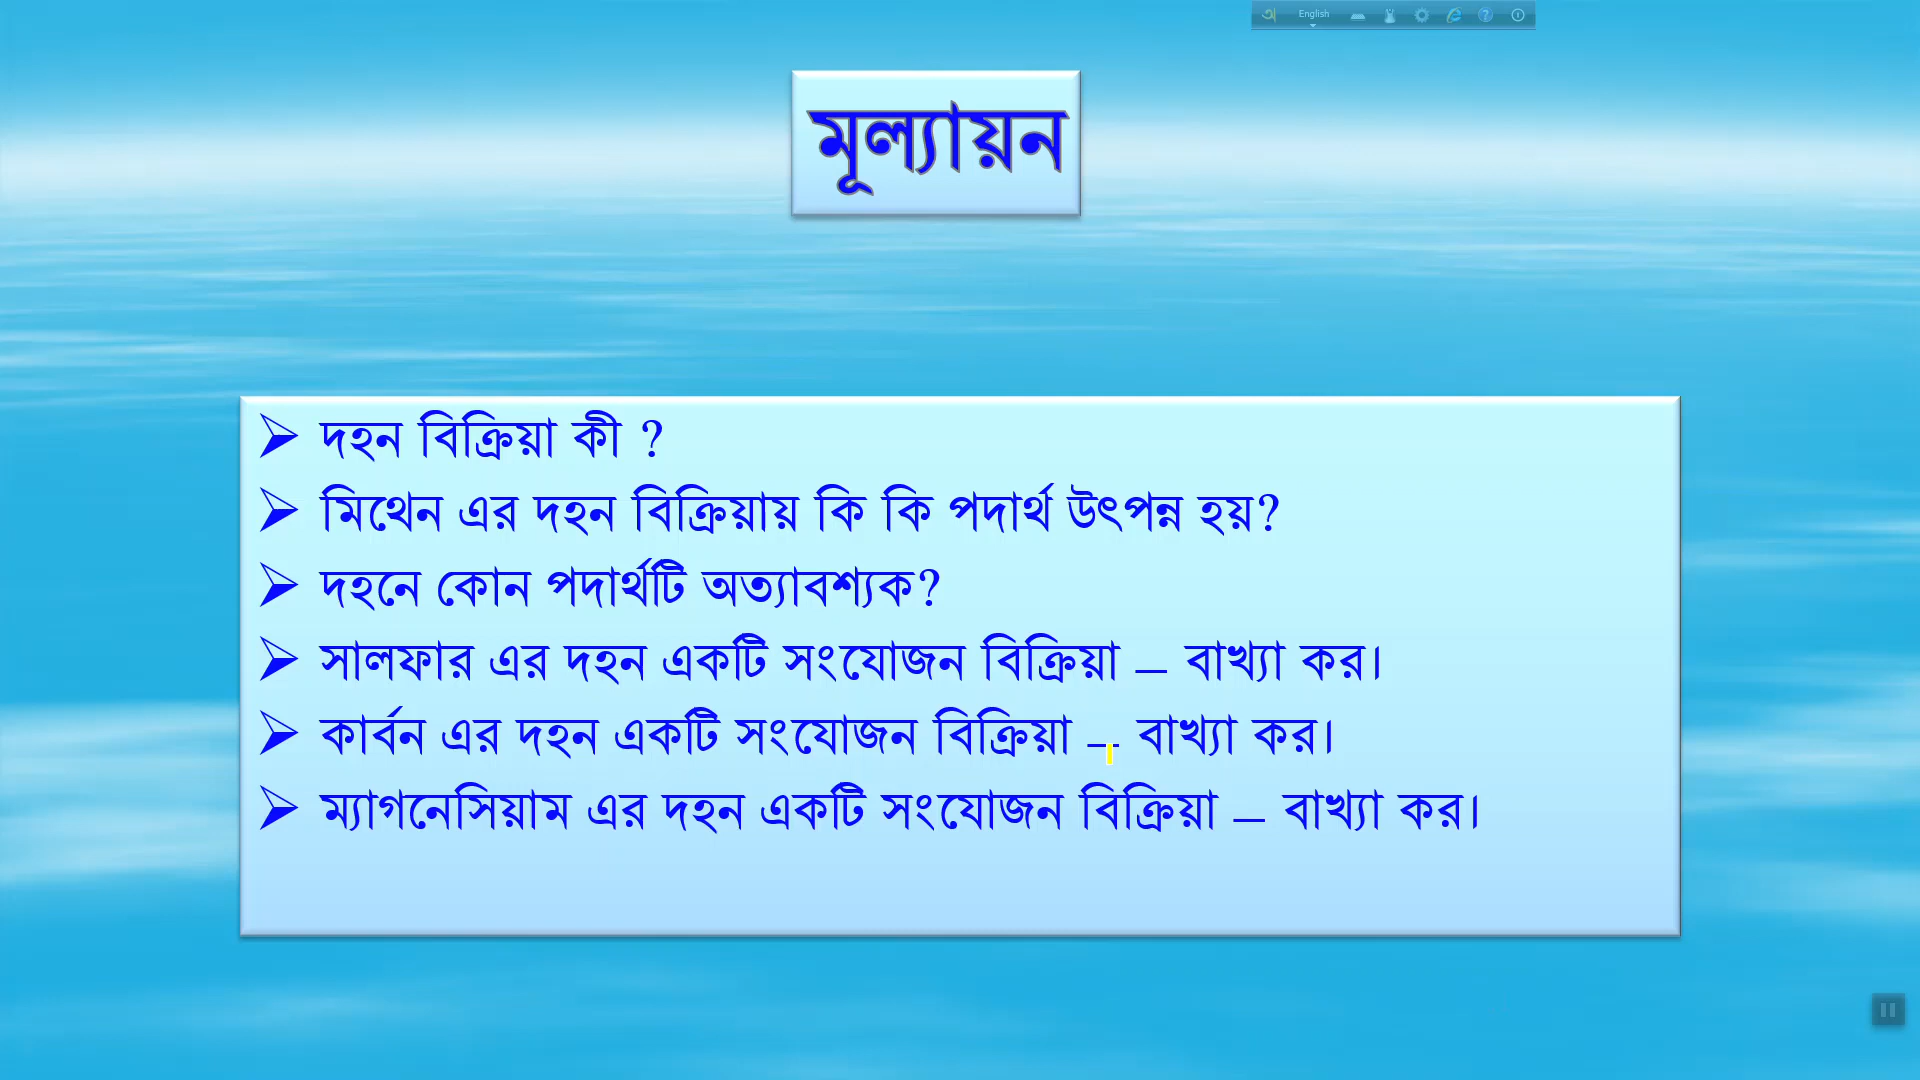 English
মূল্যায়ন
দহন বিক্রিয়া কী ?
মিথেন এর দহন বিক্রিয়ায় কি কি পদার্থ উৎপন্ন হয়?
দহনে কোন পদার্থটি অত্যাবশ্যক?
সালফার এর দহন একটি সংযোজন বিক্রিয়া – বাখ্যা কর।
কার্বন এর দহন একটি সংযোজন বিক্রিয়া – বাখ্যা কর।
ম্যাগনেসিয়াম এর দহন একটি সংযোজন বিক্রিয়া – বাখ্যা কর।